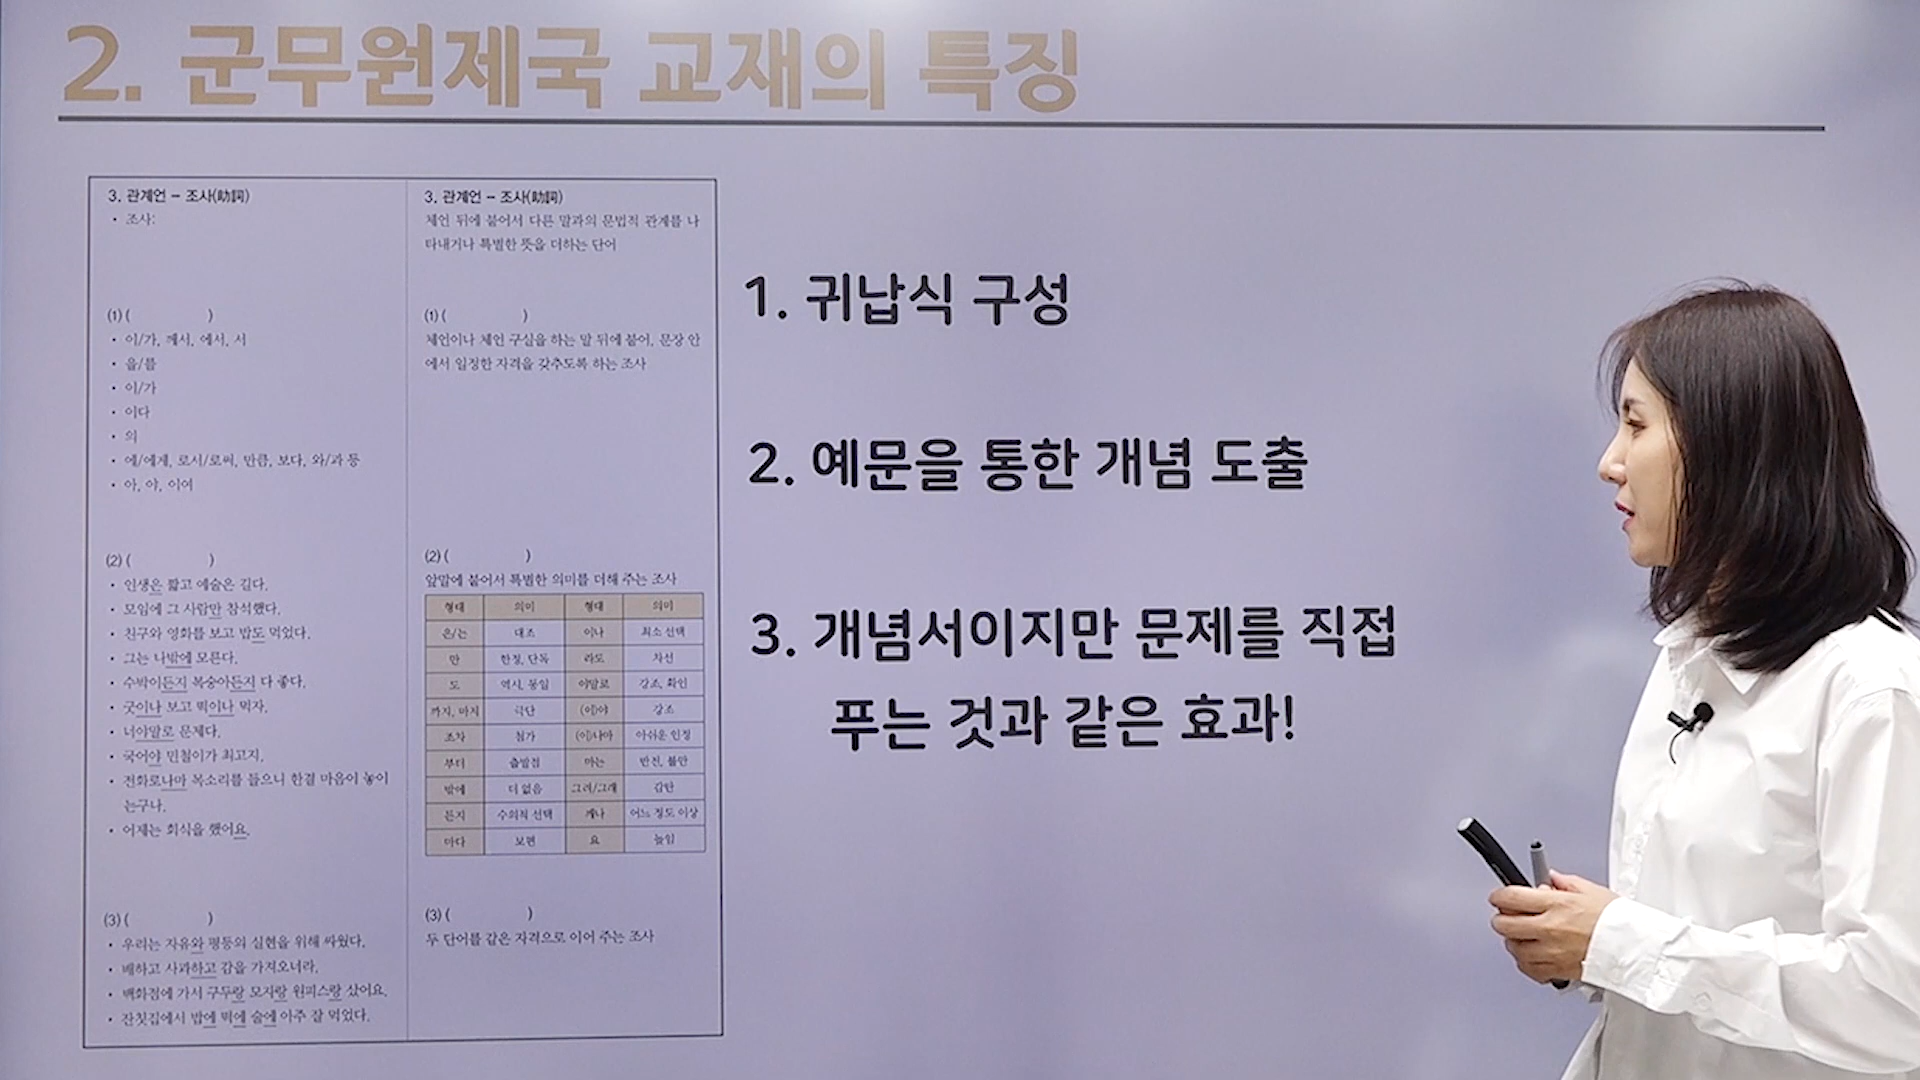 2. 군무원제국 교재의 특징
3. 관계언 – 조사(助詞)
• 조사:
(1) ( )
• 이/가, 께서, 에서, 서
• 을/를
• 이/가
• 이다
• 의
• 에/에게, 로서/로써, 만큼, 보다, 와/과 등
• 아, 야, 이여
(2) ( )
• 인생은 짧고 예술은 길다.
• 모임에 그 사람만 참석했다.
• 친구와 영화를 보고 밥도 먹었다.
• 그는 나밖에 모른다.
• 수박이든지 복숭아든지 다 좋다.
• 굿이나 보고 떡이나 먹자.
• 너야말로 문제다.
• 국어야 민철이가 최고지.
• 전화로나마 목소리를 들으니 한결 마음이 놓이
는구나.
• 어제는 회식을 했어요.
(3) ( )
• 우리는 자유와 평등의 실현을 위해 싸웠다.
• 배하고 사과하고 감을 가져오너라.
• 백화점에 가서 구두랑 모자랑 원피스랑 샀어요.
• 잔칫집에서 밥에 떡에 술에 아주 잘 먹었다.
3. 관계언 – 조사(助詞)
체언 뒤에 붙어서 다른 말과의 문법적 관계를 나
타내거나 특별한 뜻을 더하는 단어
(1) ( )
체언이나 체언 구실을 하는 말 뒤에 붙어, 문장 안
에서 일정한 자격을 갖추도록 하는 조사
(2) ( )
앞말에 붙어서 특별한 의미를 더해 주는 조사
형태 의미 형태 의미
은/는 대조 이나 최소 선택
만 한정, 단독 라도 차선
도 역시, 동일 이말로 강조, 확인
까지, 마저 극단 (이)야 강조
조차 첨가 (이)나마 아쉬운 인정
부터 출발점 마는 반전, 불만
밖에 더 없음 그려/그래 감탄
든지 수의적 선택 깨나 어느 정도 이상
마다 보편 요 높임
(3) ( )
두 단어를 같은 자격으로 이어 주는 조사
1. 귀납식 구성
2. 예문을 통한 개념 도출
3. 개념서이지만 문제를 직접
푸는 것과 같은 효과!